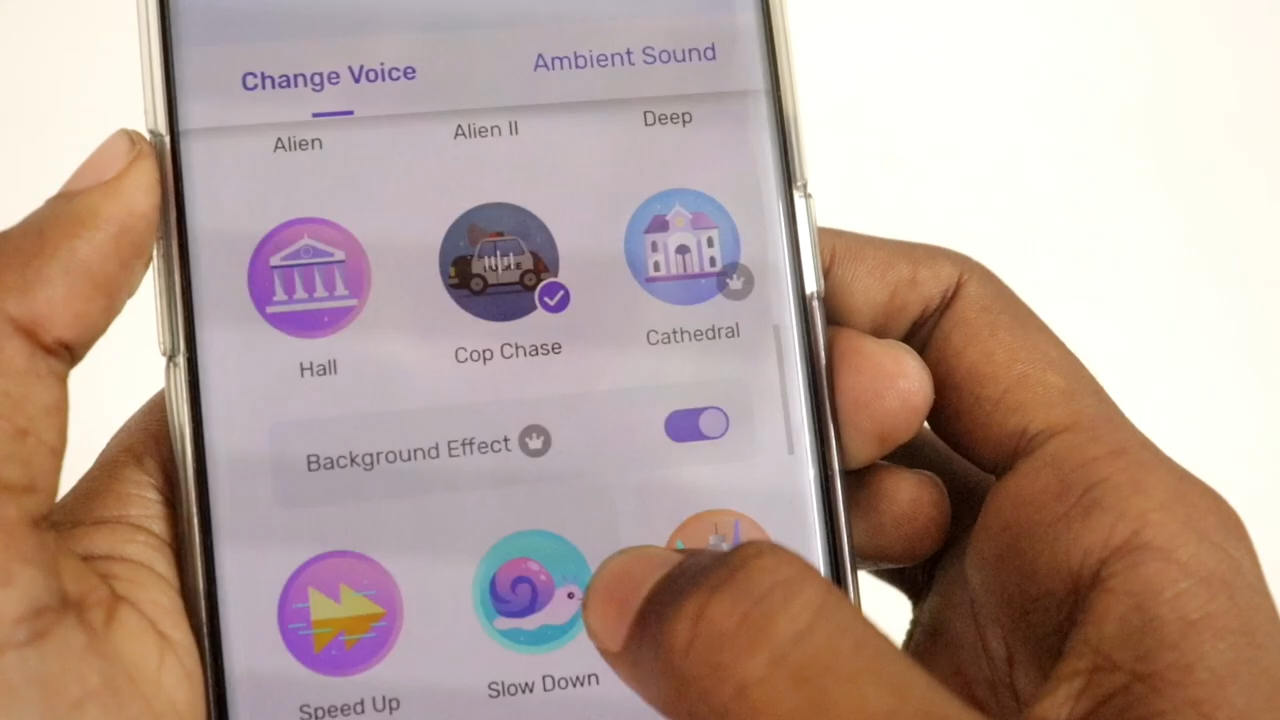 Change Voice
Ambient Sound
Alien
Alien II
Deep
Hall
Cop Chase
Cathedral
Background Effect
Speed Up
Slow Down